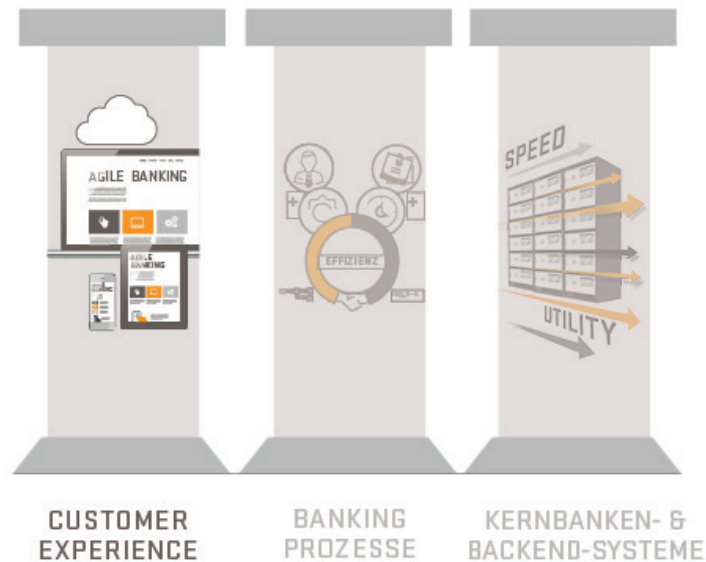 AGILE BANKING
AGILE
BANKING
EFFIZIENZ
SPEED
UTILITY
CUSTOMER
EXPERIENCE
BANKING
PROZESSE
KERNBANKEN- &
BACKEND-SYSTEME